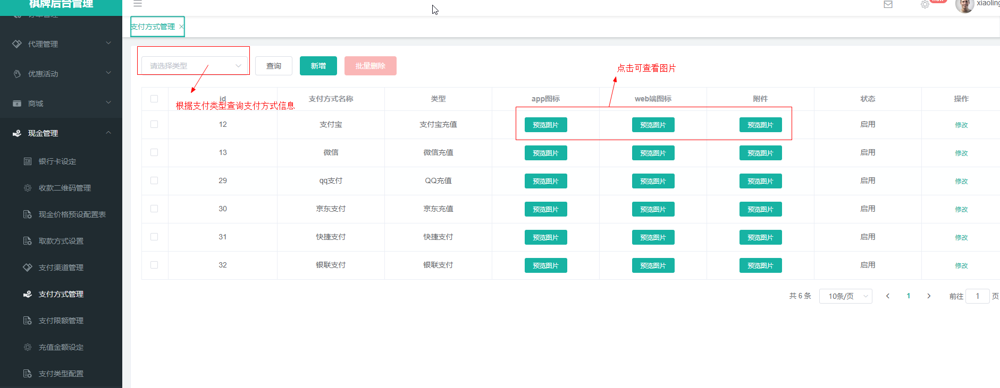 棋牌后台管理
new
xiaoling
订单管理
支付方式管理
代理管理
请选择类型
查询
新增
批量删除
点击可查看图片
优惠活动
根据支付类型查询支付方式信息
商城
id
支付方式名称
类型
app图标
web端图标
附件
状态
操作
12
支付宝
支付宝充值
预览图片
预览图片
预览图片
启用
修改
13
微信
微信充值
预览图片
预览图片
预览图片
启用
修改
29
qq支付
QQ充值
预览图片
预览图片
预览图片
启用
修改
30
京东支付
京东充值
预览图片
预览图片
预览图片
启用
修改
31
快捷支付
快捷支付
预览图片
预览图片
预览图片
启用
修改
32
银联支付
银联支付
预览图片
预览图片
预览图片
启用
修改
共 6 条
10条/页
1
前往
1
页
现金管理
银行卡设定
收款二维码管理
现金价格预设配置表
取款方式设置
支付渠道管理
支付方式管理
支付限额管理
充值金额设定
支付类型配置